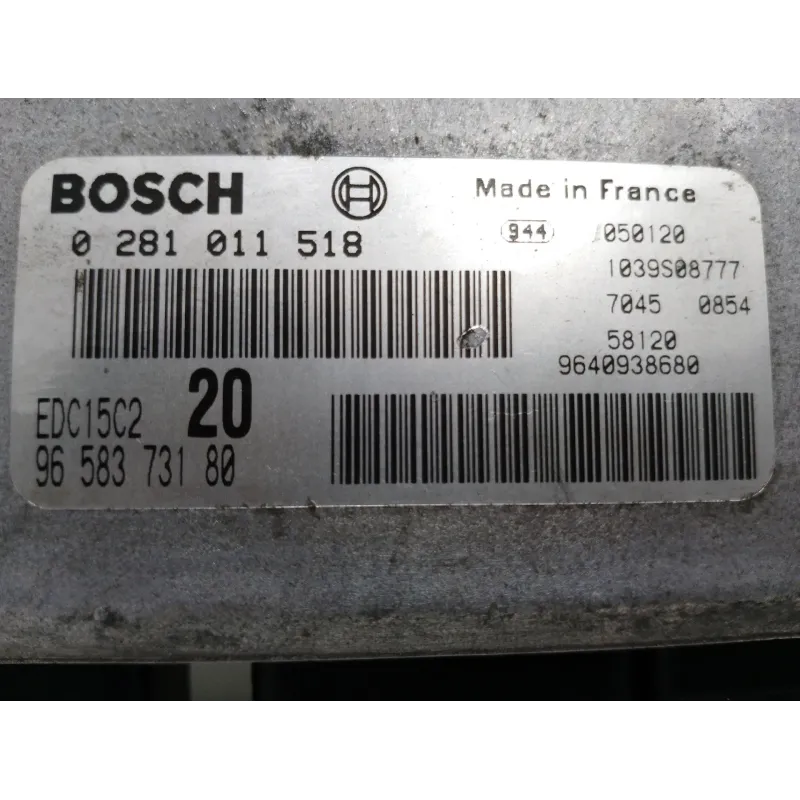 BOSCH
0 281 011 518
EDC15C2 20
96 583 731 80
Made in France
944 050120
1039S08777
7045 0854
58120
9640938680